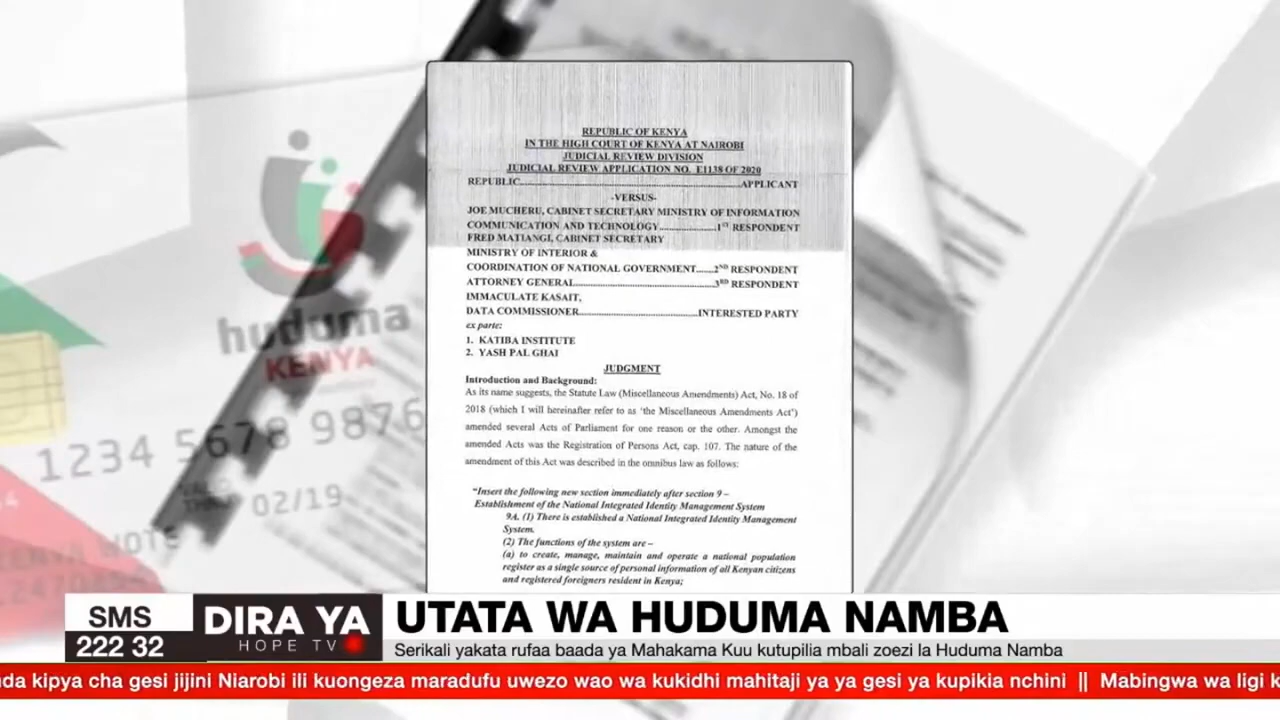 REPUBLIC OF KENYA
IN THE HIGH COURT OF KENYA AT NAIROBI
JUDICIAL REVIEW DIVISION
JUDICIAL REVIEW APPLICATION NO. E1138 OF 2020
REPUBLIC..........APPLICANT
-VERSUS-
JOE MUCHERU, CABINET SECRETARY MINISTRY OF INFORMATION
COMMUNICATION AND TECHNOLOGY..........1ST RESPONDENT
FRED MATIANGI, CABINET SECRETARY
MINISTRY OF INTERIOR &
COORDINATION OF NATIONAL GOVERNMENT.......2ND RESPONDENT
ATTORNEY GENERAL..........3RD RESPONDENT
IMMACULATE KASAIT,
DATA COMMISSIONER..........INTERESTED PARTY
ex parte:
1. KATIBA INSTITUTE
2. YASH PAL GHAI
JUDGMENT
Introduction and Background:
As its name suggests, the Statute Law (Miscellaneous Amendments) Act, No. 18 of
2018 (which I will hereinafter refer to as 'the Miscellaneous Amendments Act')
amended several Acts of Parliament for one reason or the other. Amongst the
amended Acts was the Registration of Persons Act, cap. 107. The nature of the
amendment of this Act was described in the omnibus law as follows:
"Insert the following new section immediately after section 9 –
Establishment of the National Integrated Identity Management System
9A. (1) There is established a National Integrated Identity Management
System.
(2) The functions of the system are –
(a) to create, manage, maintain and operate a national population
register as a single source of personal information of all Kenyan citizens
and registered foreigners resident in Kenya;
huduma
KENYA
1234 5678 9876
02/19
SMS
222 32
DIRA YA
HOPE TV
UTATA WA HUDUMA NAMBA
Serikali yakata rufaa baada ya Mahakama Kuu kutupilia mbali zoezi la Huduma Namba
kipya cha gesi jijini Niarobi ili kuongeza maradufu uwezo wao wa kukidhi mahitaji ya ya gesi ya kupikia nchini || Mabingwa wa ligi